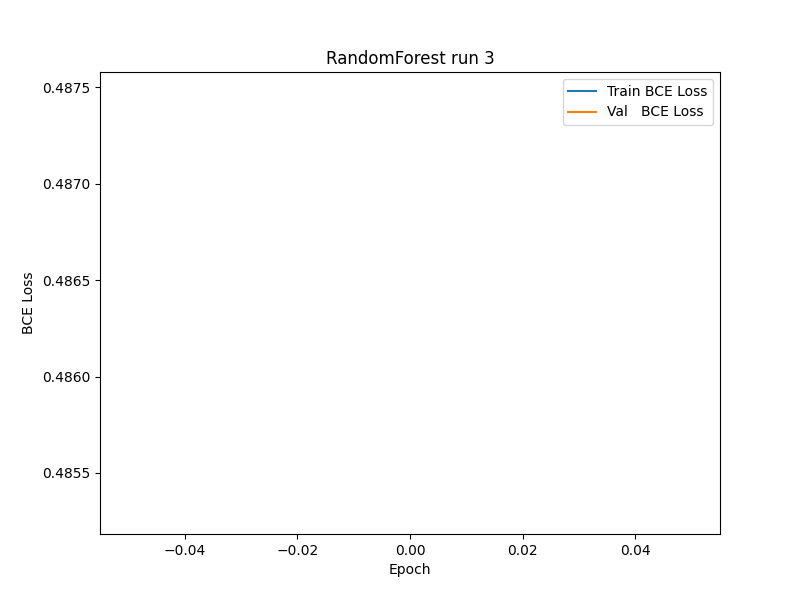 RandomForest run 3
0.4875
0.4870
0.4865
0.4860
0.4855
BCE Loss
Train BCE Loss
Val   BCE Loss
−0.04
−0.02
0.00
0.02
0.04
Epoch